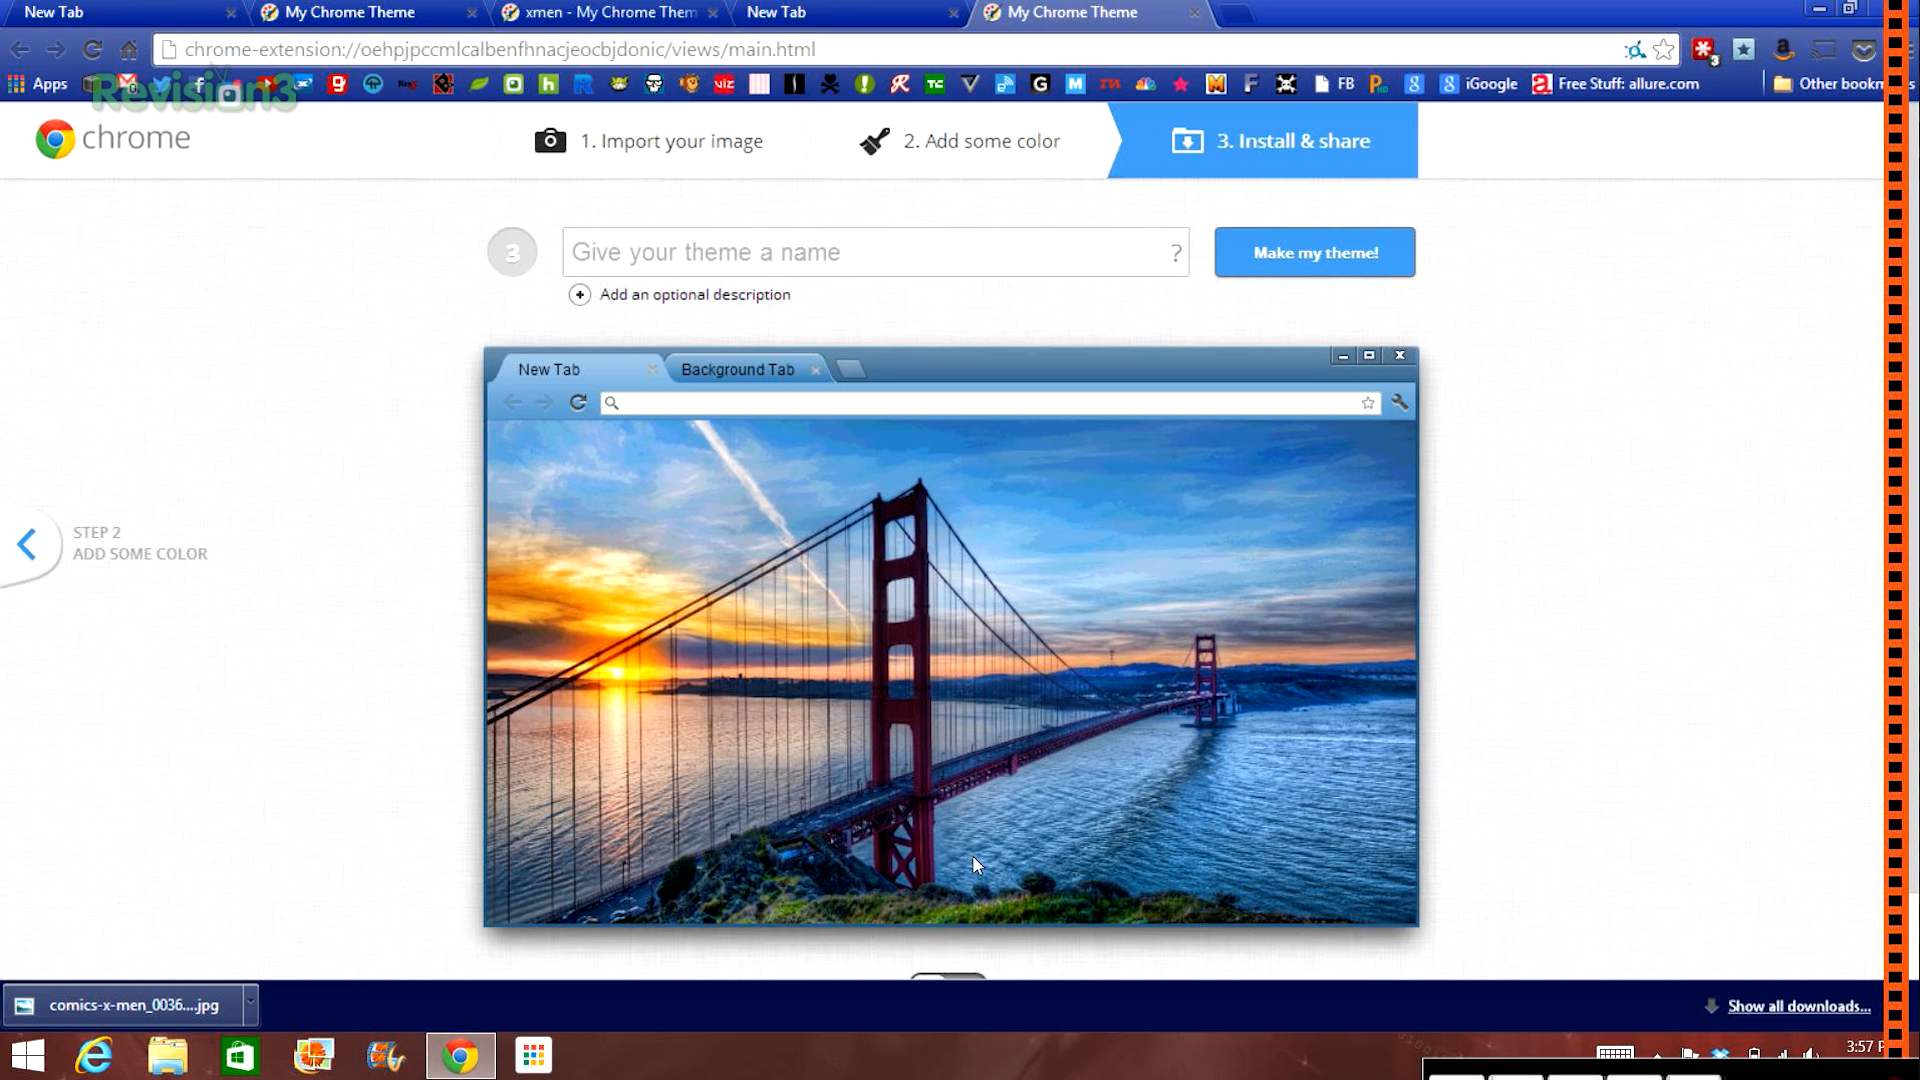 New Tab
My Chrome Theme
xmen - My Chrome Them
New Tab
My Chrome Theme
chrome-extension://oehpjpccmlcalbenfhnacjeocbjdonic/views/main.html
Apps
FB
iGoogle
Free Stuff: allure.com
Other bookm
Revision3
chrome
1. Import your image
2. Add some color
3. Install & share
3
Give your theme a name
?
Make my theme!
Add an optional description
New Tab
Background Tab
STEP 2
ADD SOME COLOR
comics-x-men_0036....jpg
Show all downloads...
3:57 P